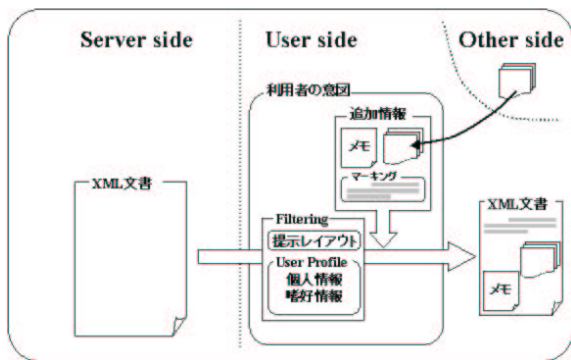 Server side
User side
Other side
利用者の意図
追加情報
メモ
マーキング
XML文書
Filtering
提示レイアウト
User Profile
個人情報
嗜好情報
XML文書
メモ